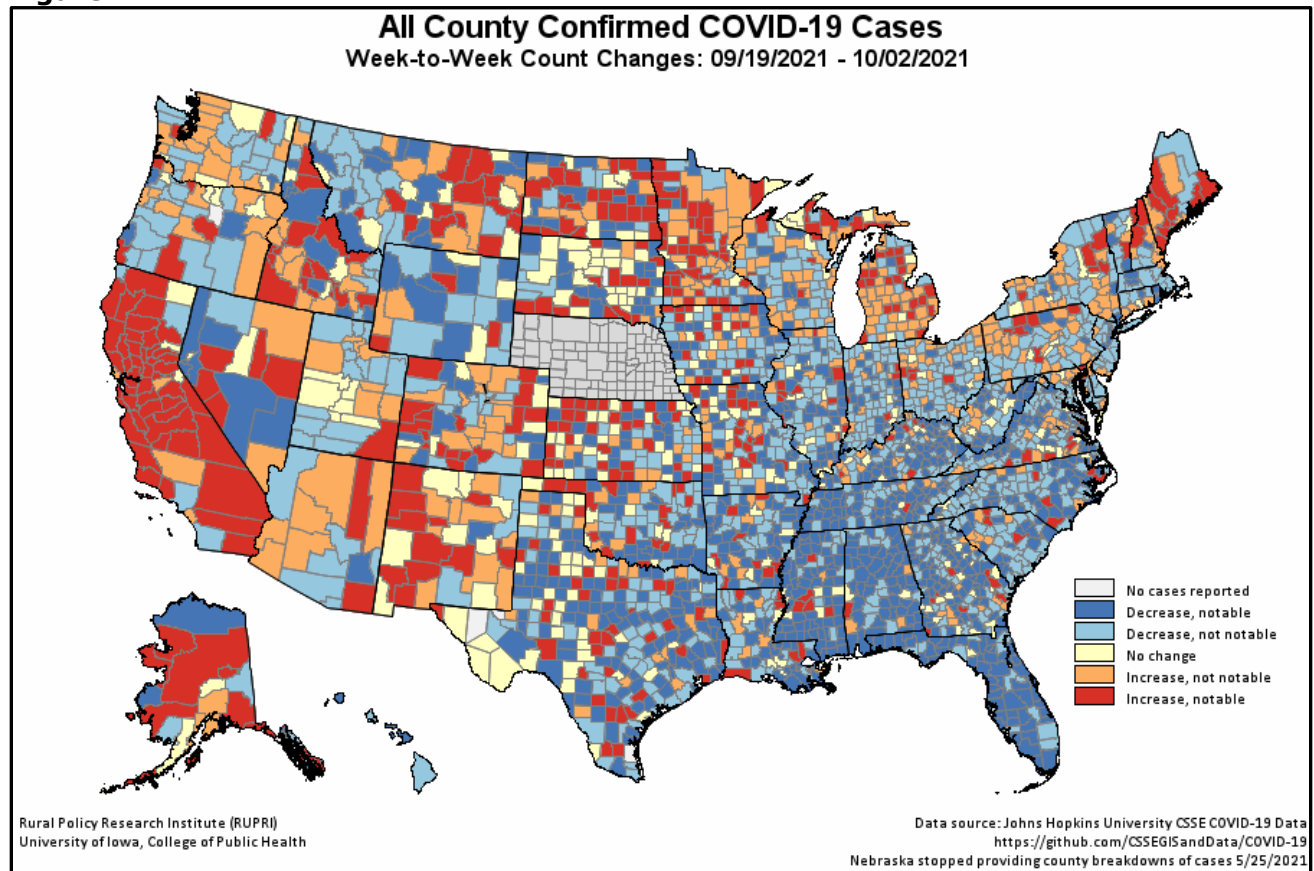 All County Confirmed COVID-19 Cases
Week-to-Week Count Changes: 09/19/2021 - 10/02/2021
No cases reported
Decrease, notable
Decrease, not notable
No change
Increase, not notable
Increase, notable
Rural Policy Research Institute (RUPRI)
University of Iowa, College of Public Health
Data source: Johns Hopkins University CSSE COVID-19 Data
https://github.com/CSSEGISandData/COVID-19
Nebraska stopped providing county breakdowns of cases 5/25/2021